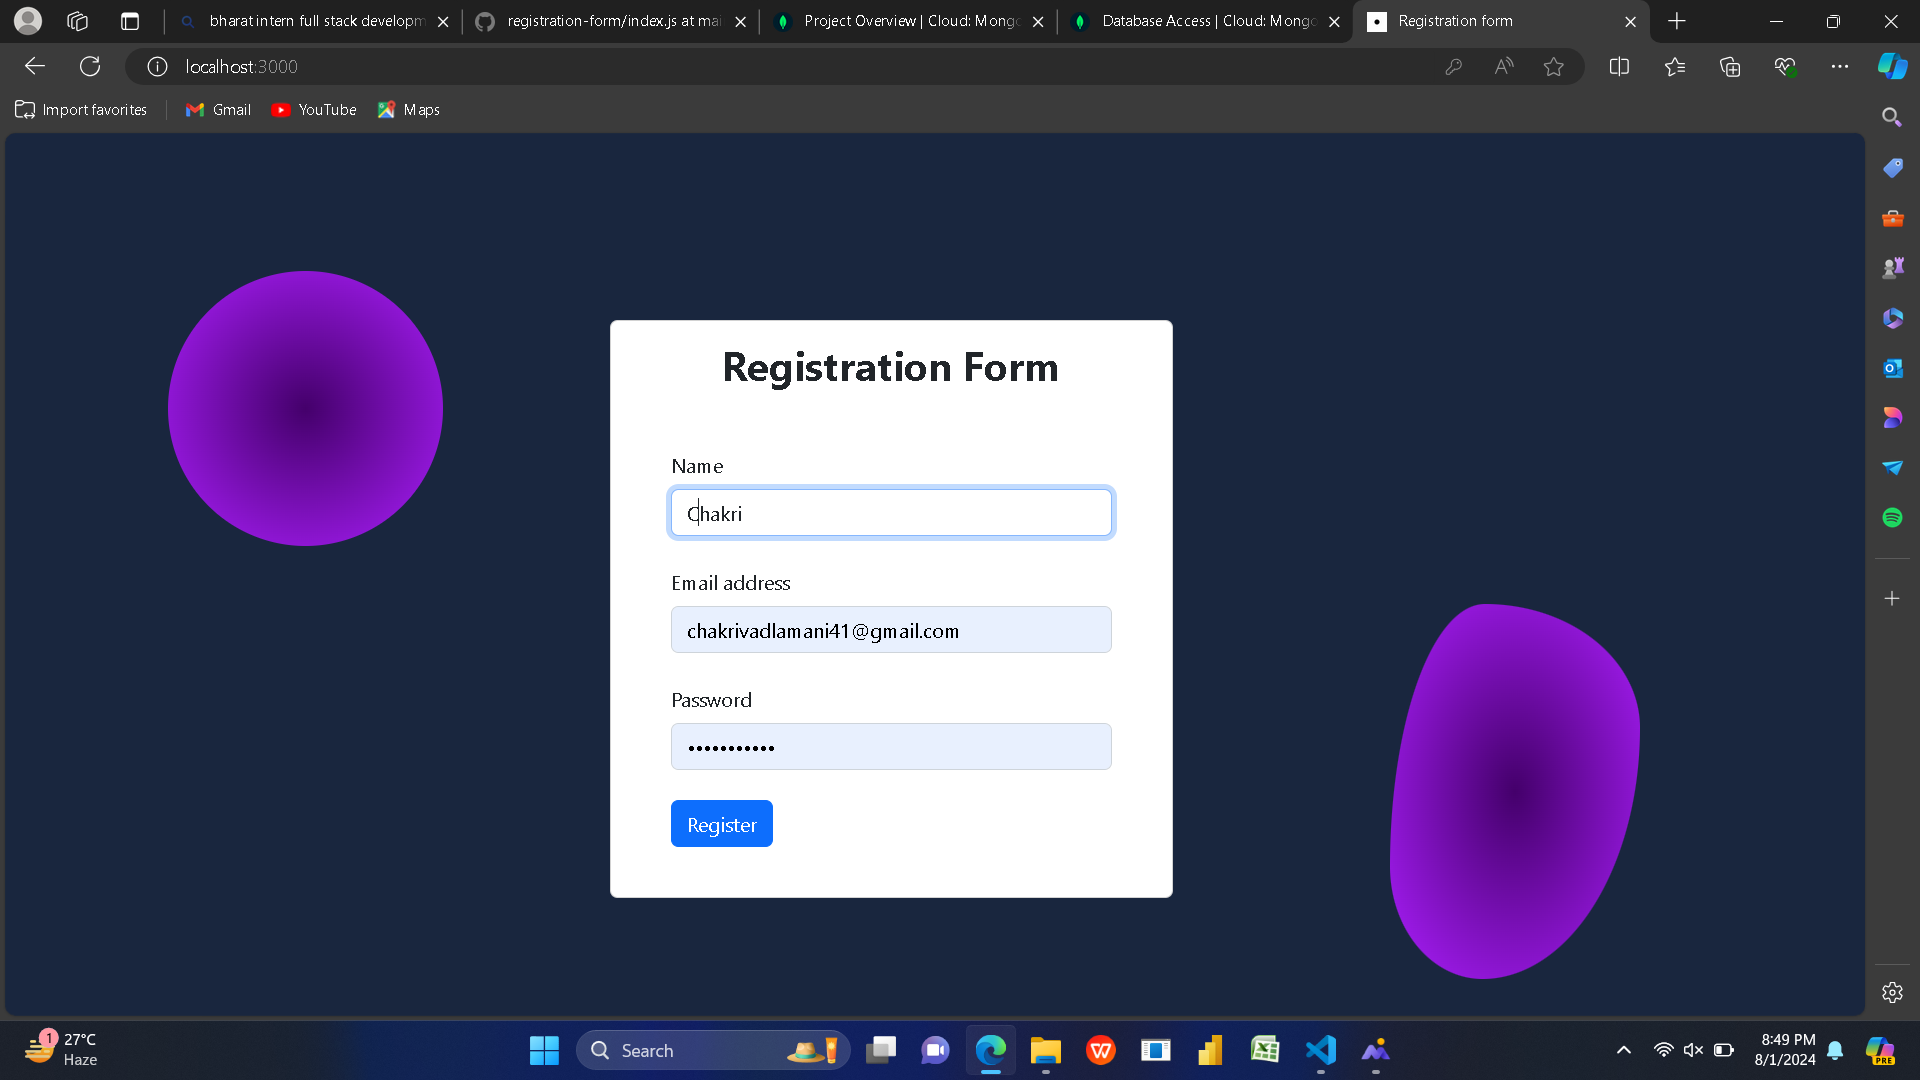 bharat intern full stack developm
registration-form/index.js at mai
Project Overview | Cloud: Mongo
Database Access | Cloud: Mongo
Registration form
localhost:3000
Import favorites
Gmail
YouTube
Maps
Registration Form
Name
Chakri
Email address
chakrivadlamani41@gmail.com
Password
•••••••••••
Register
1
27°C
Haze
Search
8:49 PM
8/1/2024
PRE